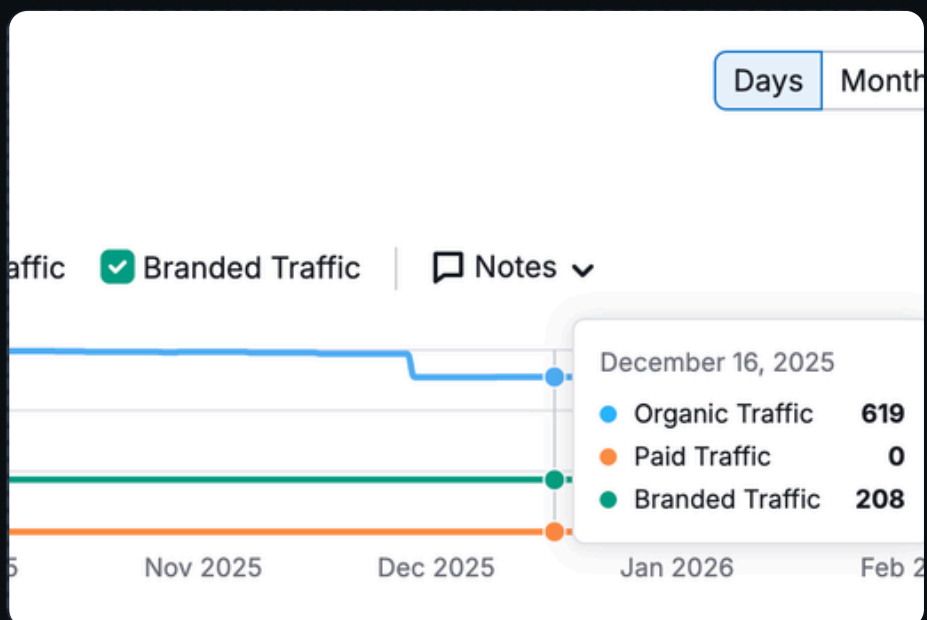 Days Month
affic Branded Traffic Notes
December 16, 2025
Organic Traffic 619
Paid Traffic 0
Branded Traffic 208
5 Nov 2025 Dec 2025 Jan 2026 Feb 2